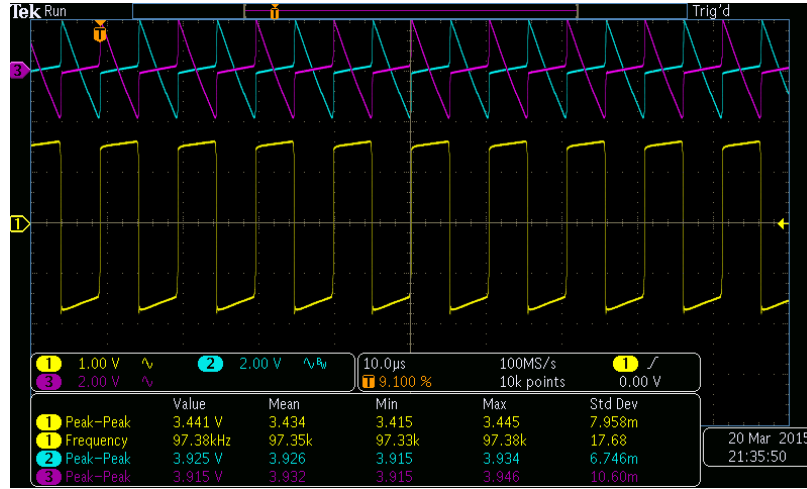 Tek Run Trig'd
T
T
3
1
1 1.00 V 2 2.00 V BW
3 2.00 V
10.0µs 100MS/s 1
T 9.100 % 10k points 0.00 V
Value Mean Min Max Std Dev
1 Peak-Peak 3.441 V 3.434 3.415 3.445 7.958m
1 Frequency 97.38kHz 97.35k 97.33k 97.38k 17.68
2 Peak-Peak 3.925 V 3.926 3.915 3.934 6.746m
3 Peak-Peak 3.915 V 3.932 3.915 3.946 10.60m
20 Mar 2015
21:35:50